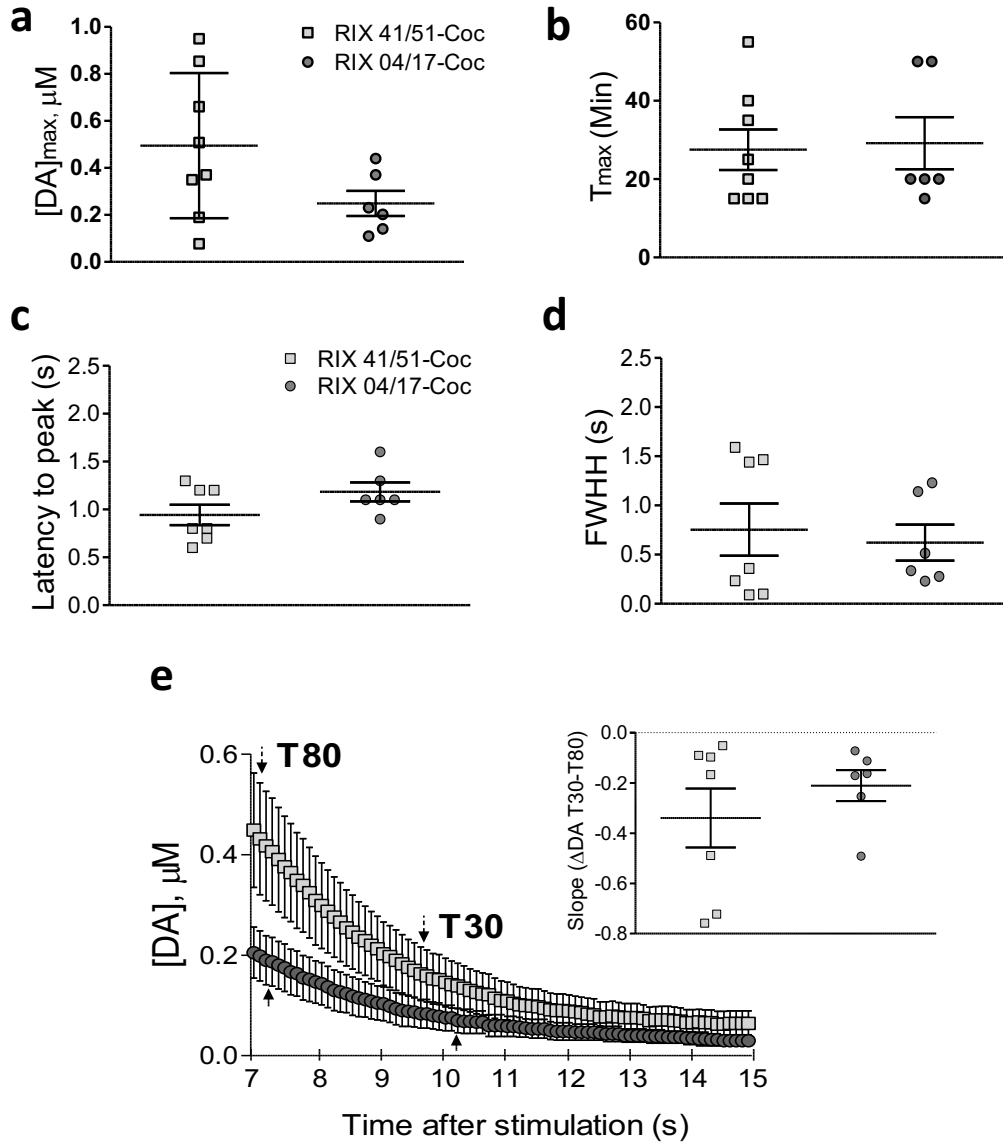 a
[DA]max, μM
1.0
0.8
0.6
0.4
0.2
0.0
RIX 41/51-Coc
RIX 04/17-Coc
b
Tmax (Min)
60
40
20
0
c
Latency to peak (s)
2.5
2.0
1.5
1.0
0.5
0.0
RIX 41/51-Coc
RIX 04/17-Coc
d
FWHH (s)
2.5
2.0
1.5
1.0
0.5
0.0
e
[DA], μM
0.6
0.4
0.2
0.0
T80
T30
7 8 9 10 11 12 13 14 15
Time after stimulation (s)
Slope (ΔDA T30-T80)
0.0
-0.2
-0.4
-0.6
-0.8